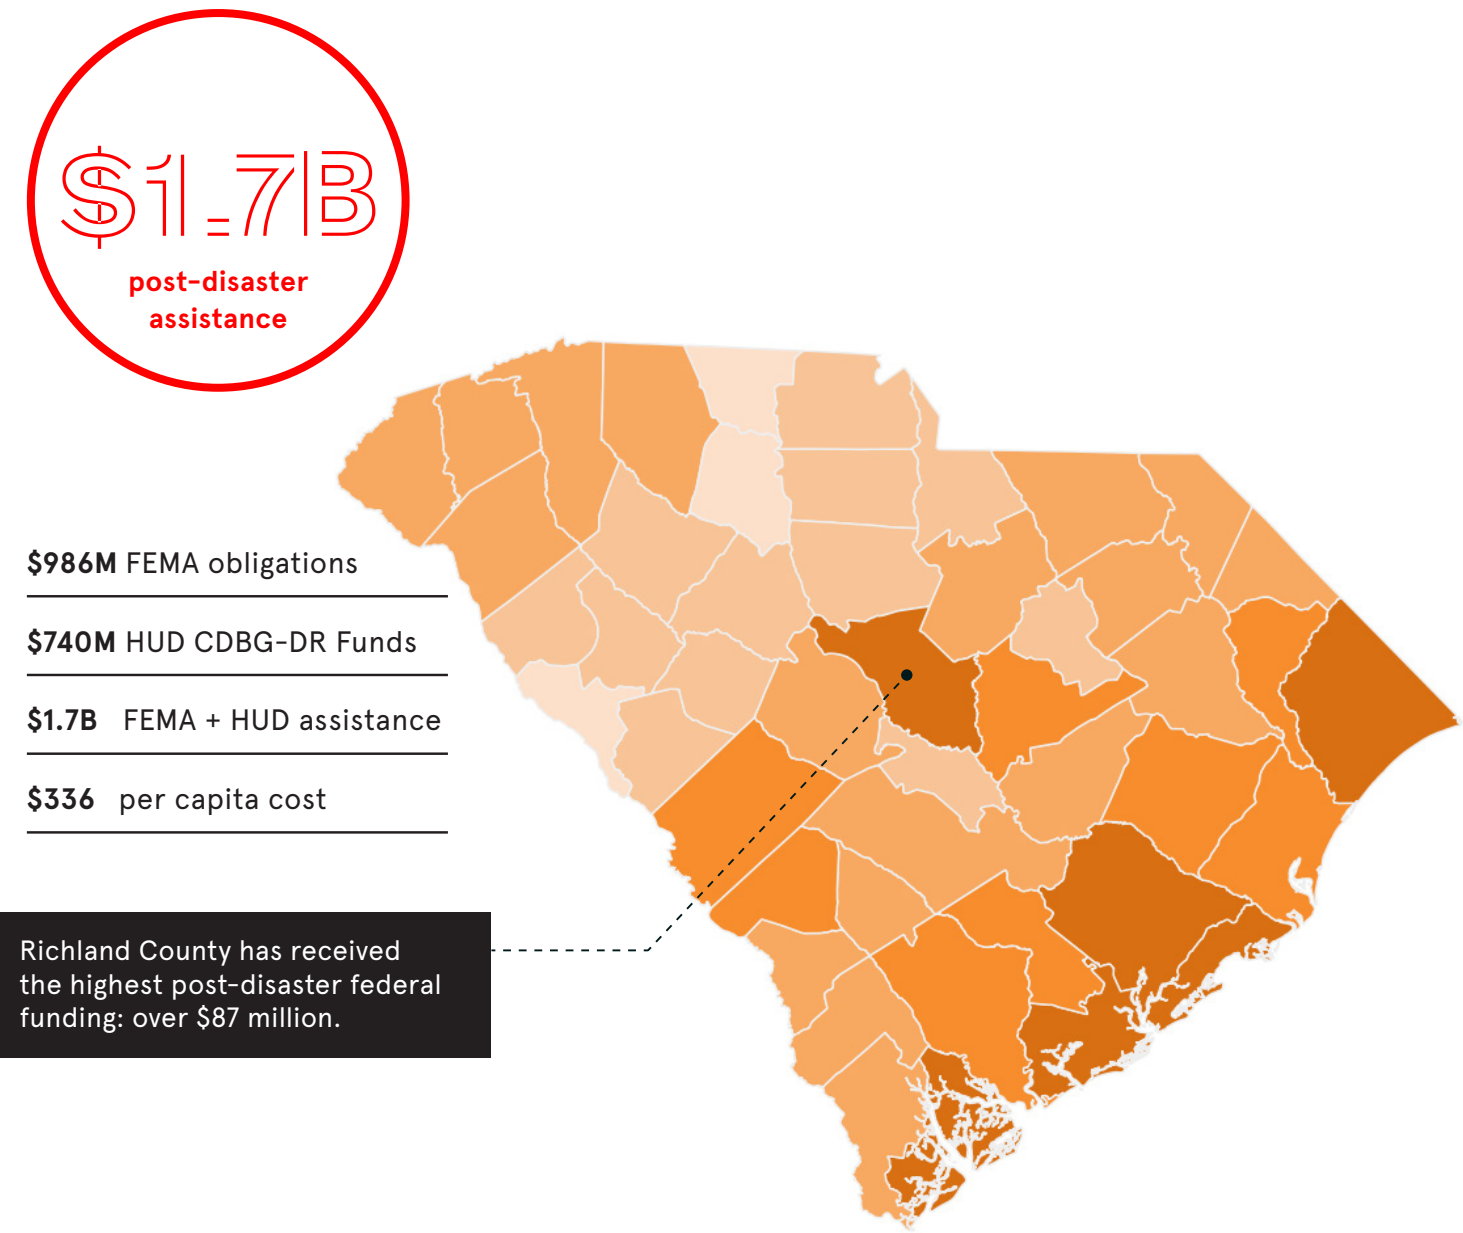 $1.7B
post-disaster
assistance
$986M FEMA obligations
$740M HUD CDBG-DR Funds
$1.7B FEMA + HUD assistance
$336 per capita cost
Richland County has received
the highest post-disaster federal
funding: over $87 million.